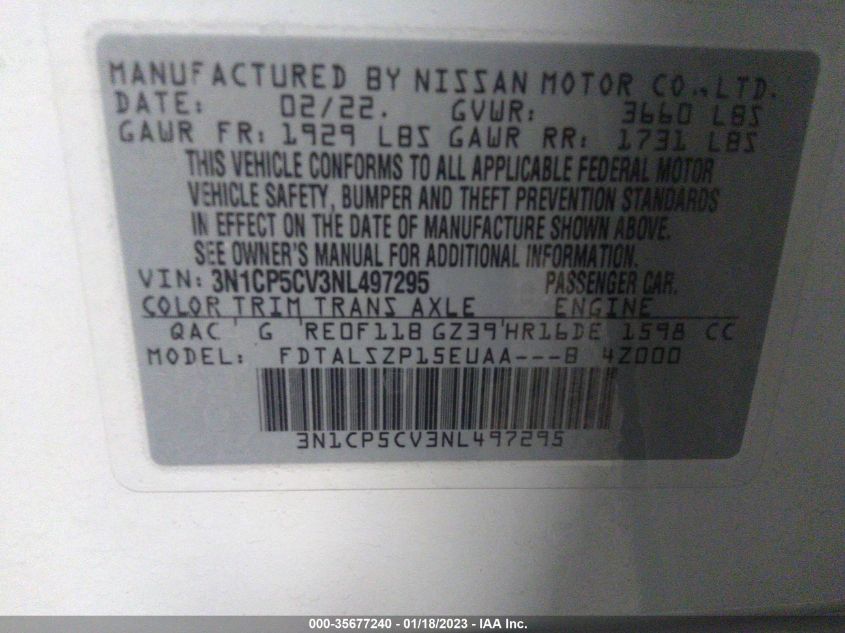 MANUFACTURED BY NISSAN MOTOR CO., LTD.
DATE: 02/22. GVWR: 3660 LBS
GAWR FR: 1929 LBS GAWR RR: 1731 LBS
THIS VEHICLE CONFORMS TO ALL APPLICABLE FEDERAL MOTOR
VEHICLE SAFETY, BUMPER AND THEFT PREVENTION STANDARDS
IN EFFECT ON THE DATE OF MANUFACTURE SHOWN ABOVE.
SEE OWNER'S MANUAL FOR ADDITIONAL INFORMATION.
VIN: 3N1CP5CV3NL497295 PASSENGER CAR.
COLOR TRIM TRANS AXLE ENGINE
QAC G RE0F11B GZ39 HR16DE 1598 CC
MODEL: FDTALSZP15EUAA---B 4Z000
3N1CP5CV3NL497295
000-35677240 - 01/18/2023 - IAA Inc.